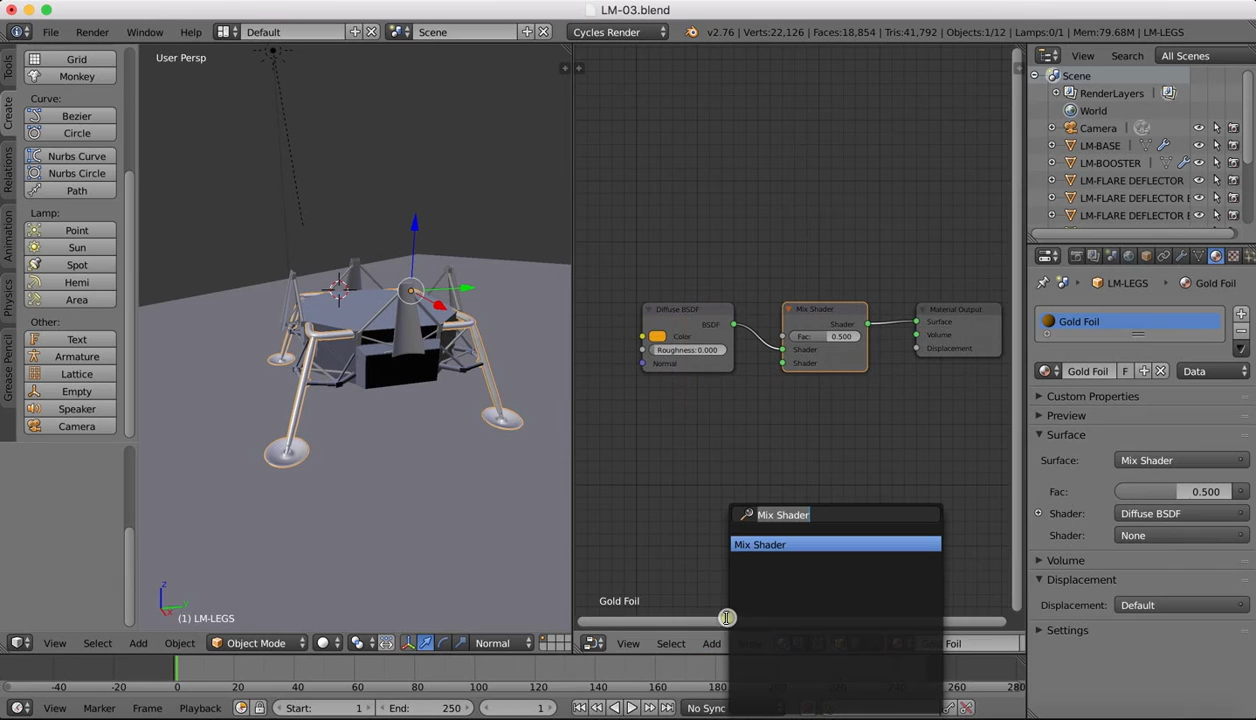 LM-03.blend
File Render Window Help Default Scene Cycles Render v2.76 | Verts:22,126 | Faces:18,854 | Tris:41,792 | Objects:1/12 | Lamps:0/1 | Mem:79.68M | LM-LEGS
Tools
Create
Relations
Animation
Physics
Grease Pencil
Grid
Monkey
Curve:
Bezier
Circle
Nurbs Curve
Nurbs Circle
Path
Lamp:
Point
Sun
Spot
Hemi
Area
Other:
Text
Armature
Lattice
Empty
Speaker
Camera
User Persp
(1) LM-LEGS
z
View Select Add Object Object Mode Normal
Diffuse BSDF
BSDF
Color
Roughness: 0.000
Normal
Mix Shader
Shader
Fac: 0.500
Shader
Shader
Material Output
Surface
Volume
Displacement
Mix Shader
Mix Shader
Gold Foil
View Select Add Foil
-40 -20 0 20 40 60 80 100 120 140 160 180 260 280
View Marker Frame Playback Start: 1 End: 250 1 No Sync
View Search All Scenes
Scene
RenderLayers
World
Camera
LM-BASE
LM-BOOSTER
LM-FLARE DEFLECTOR
LM-FLARE DEFLECTOR E
LM-FLARE DEFLECTOR E
LM-LEGS Gold Foil
Gold Foil
Gold Foil F Data
Custom Properties
Preview
Surface
Surface: Mix Shader
Fac: 0.500
Shader: Diffuse BSDF
Shader: None
Volume
Displacement
Displacement: Default
Settings